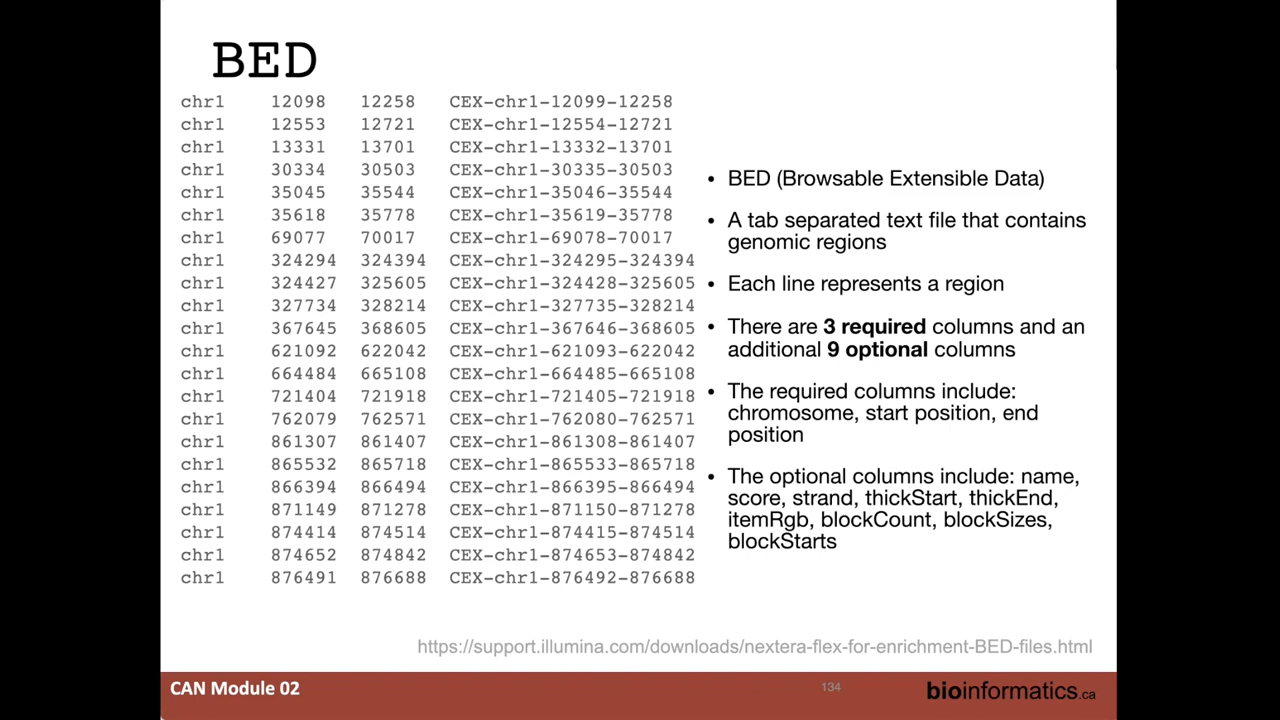 BED
chr1 12098 12258 CEX-chr1-12099-12258
chr1 12553 12721 CEX-chr1-12554-12721
chr1 13331 13701 CEX-chr1-13332-13701
chr1 30334 30503 CEX-chr1-30335-30503
chr1 35045 35544 CEX-chr1-35046-35544
chr1 35618 35778 CEX-chr1-35619-35778
chr1 69077 70017 CEX-chr1-69078-70017
chr1 324294 324394 CEX-chr1-324295-324394
chr1 324427 325605 CEX-chr1-324428-325605
chr1 327734 328214 CEX-chr1-327735-328214
chr1 367645 368605 CEX-chr1-367646-368605
chr1 621092 622042 CEX-chr1-621093-622042
chr1 664484 665108 CEX-chr1-664485-665108
chr1 721404 721918 CEX-chr1-721405-721918
chr1 762079 762571 CEX-chr1-762080-762571
chr1 861307 861407 CEX-chr1-861308-861407
chr1 865532 865718 CEX-chr1-865533-865718
chr1 866394 866494 CEX-chr1-866395-866494
chr1 871149 871278 CEX-chr1-871150-871278
chr1 874414 874514 CEX-chr1-874415-874514
chr1 874652 874842 CEX-chr1-874653-874842
chr1 876491 876688 CEX-chr1-876492-876688
• BED (Browsable Extensible Data)
• A tab separated text file that contains
genomic regions
• Each line represents a region
• There are 3 required columns and an
additional 9 optional columns
• The required columns include:
chromosome, start position, end
position
• The optional columns include: name,
score, strand, thickStart, thickEnd,
itemRgb, blockCount, blockSizes,
blockStarts
https://support.illumina.com/downloads/nextera-flex-for-enrichment-BED-files.html
CAN Module 02
134
bioinformatics.ca